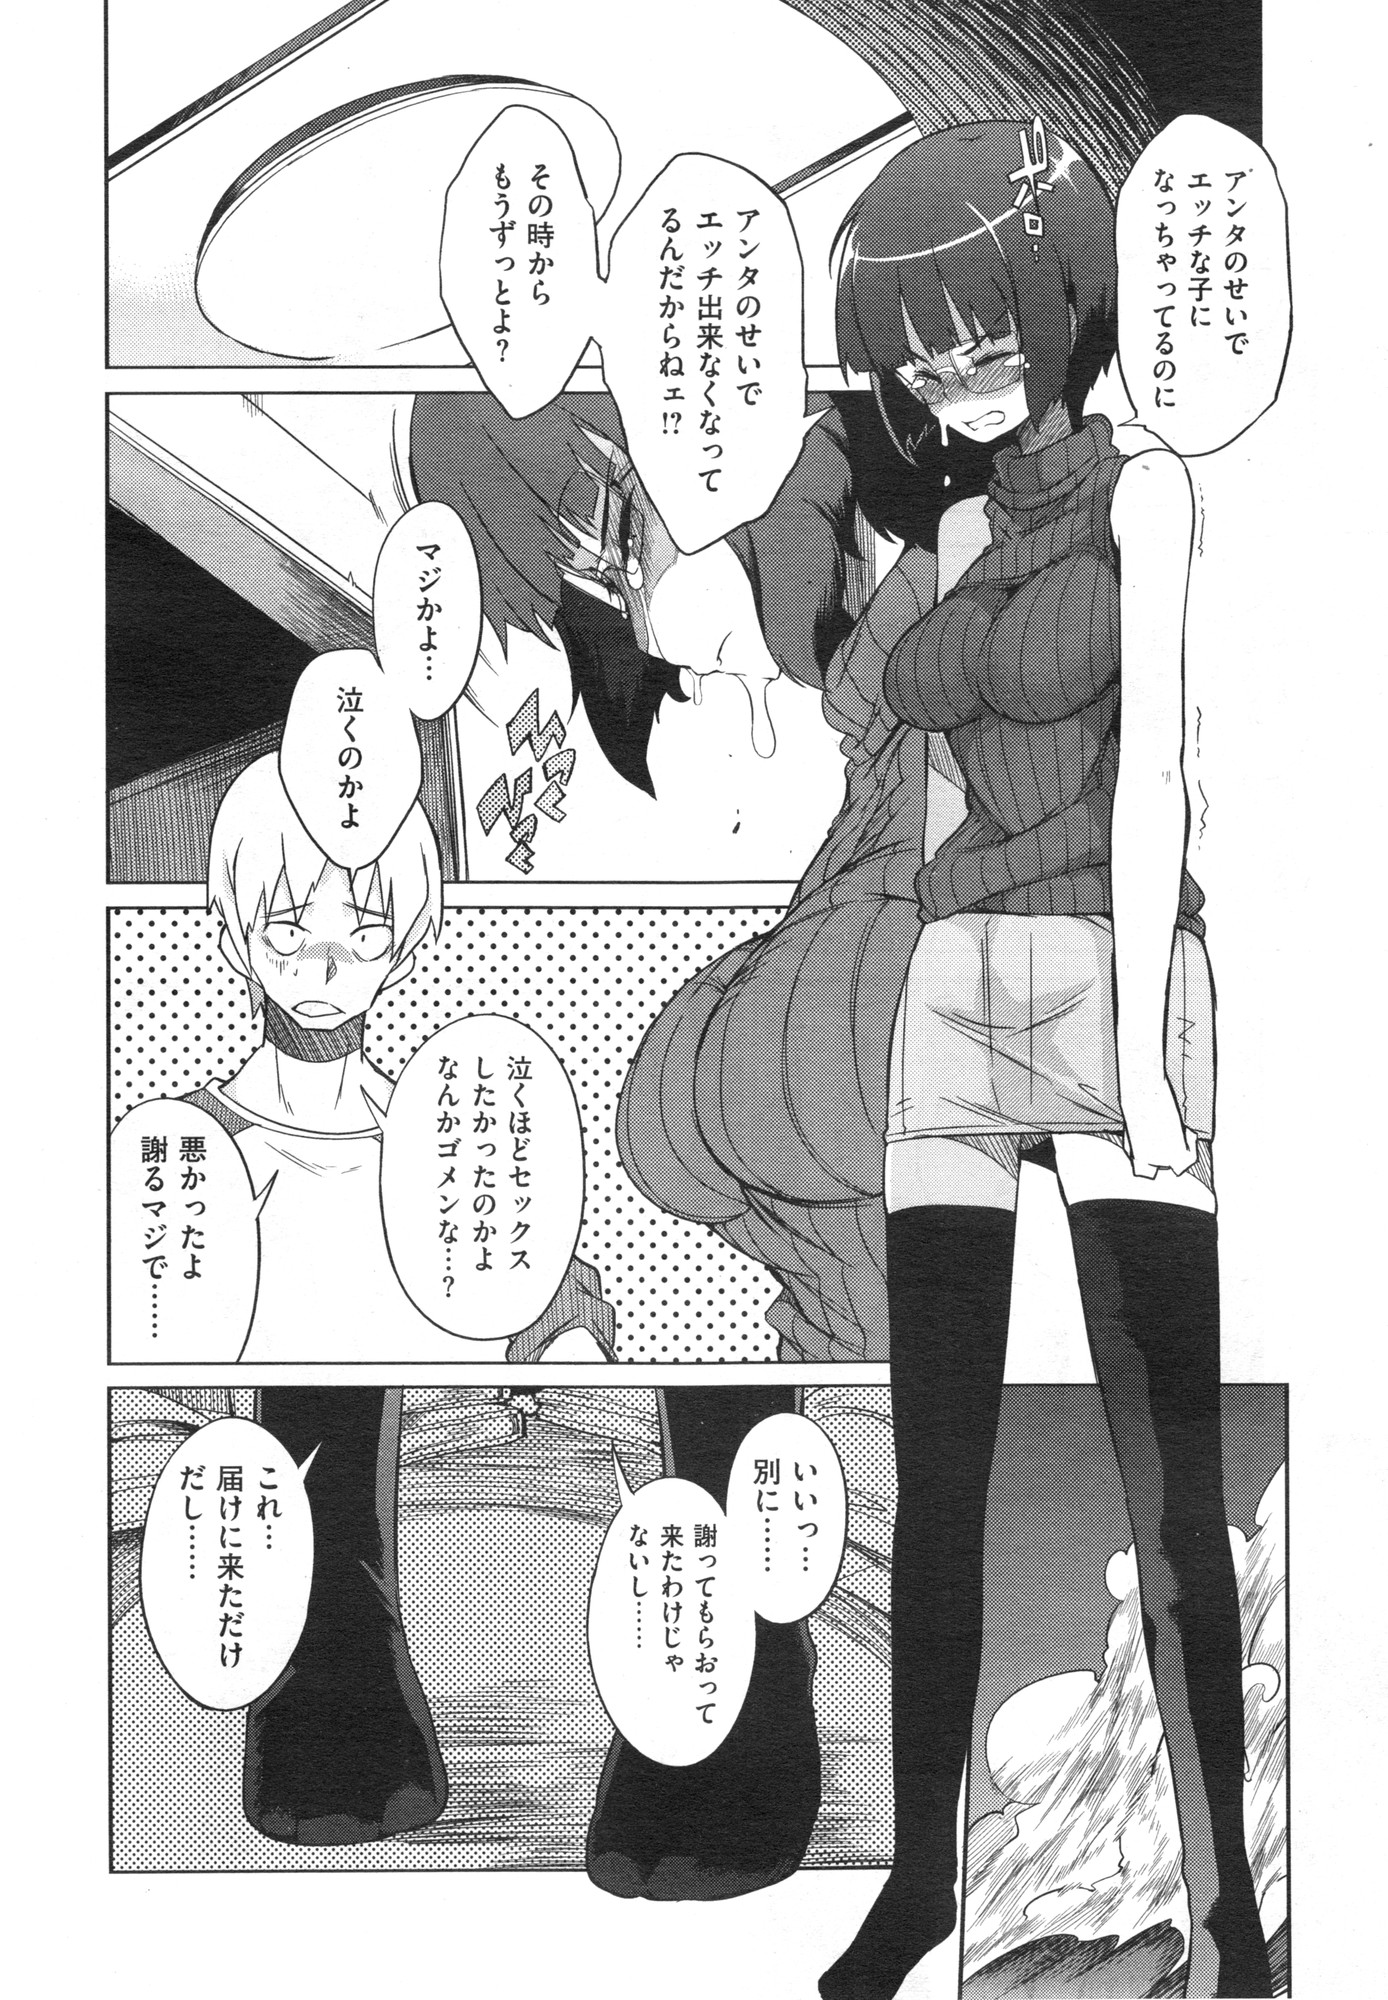 アンタのせいで
エッチな子に
なっちゃってるのに
ポロ
アンタのせいで
エッチ出来なくなって
るんだからねェ!?
その時から
もうずっとよ?
マジかよ…
泣くのかよ
泣くほどセックス
したかったのかよ
なんかゴメンな…?
悪かったよ
謝るマジで……
いいっ…
別に……
謝ってもらおって
来たわけじゃ
ないし……
これ…
届けに来ただけ
だし……